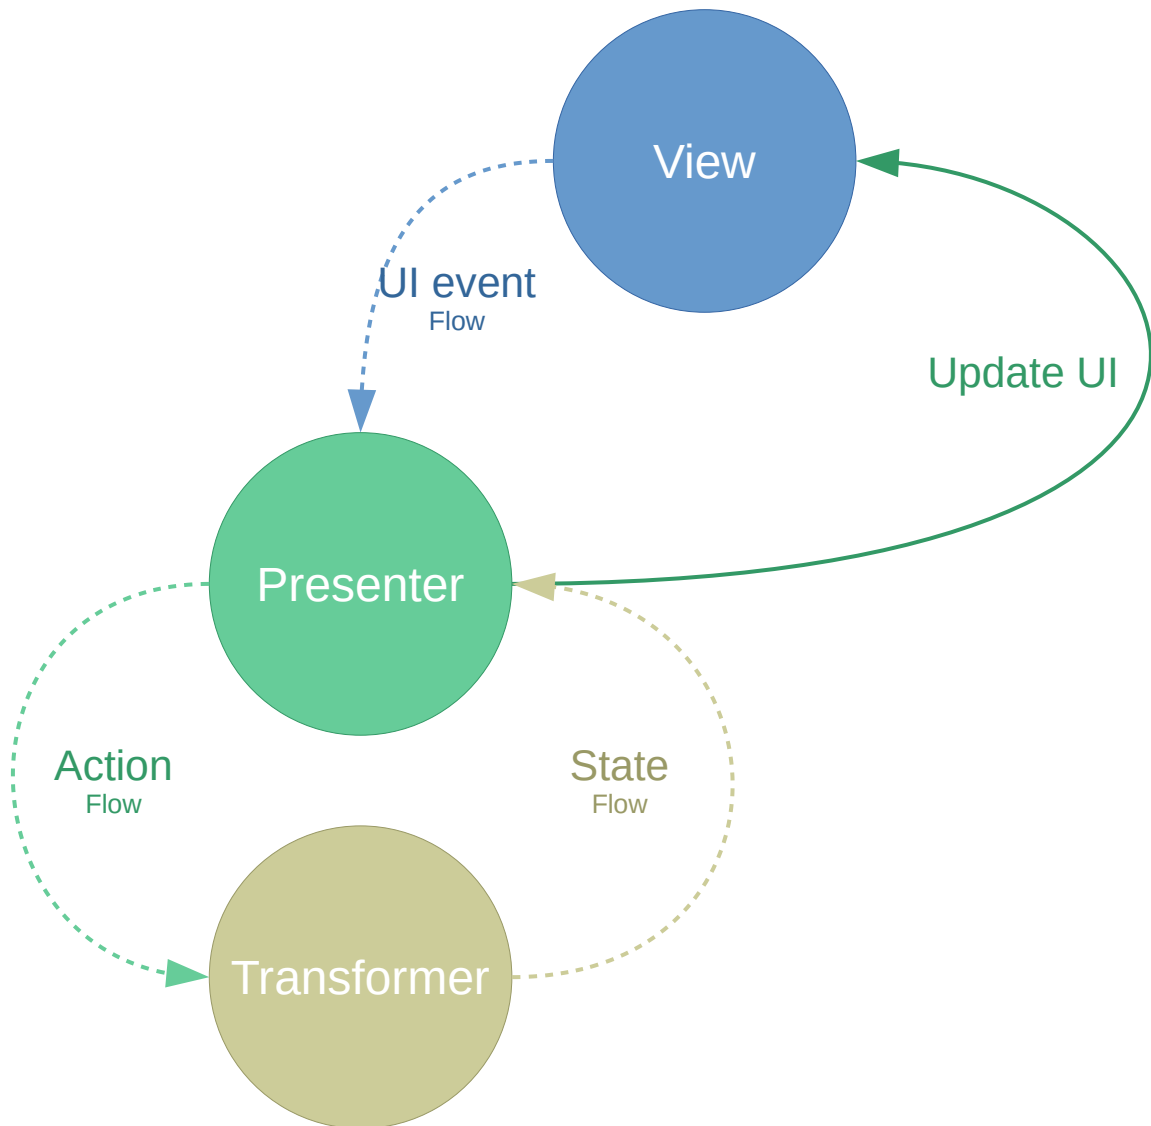 View
UI event
Flow
Update UI
Presenter
Action
Flow
State
Flow
Transformer